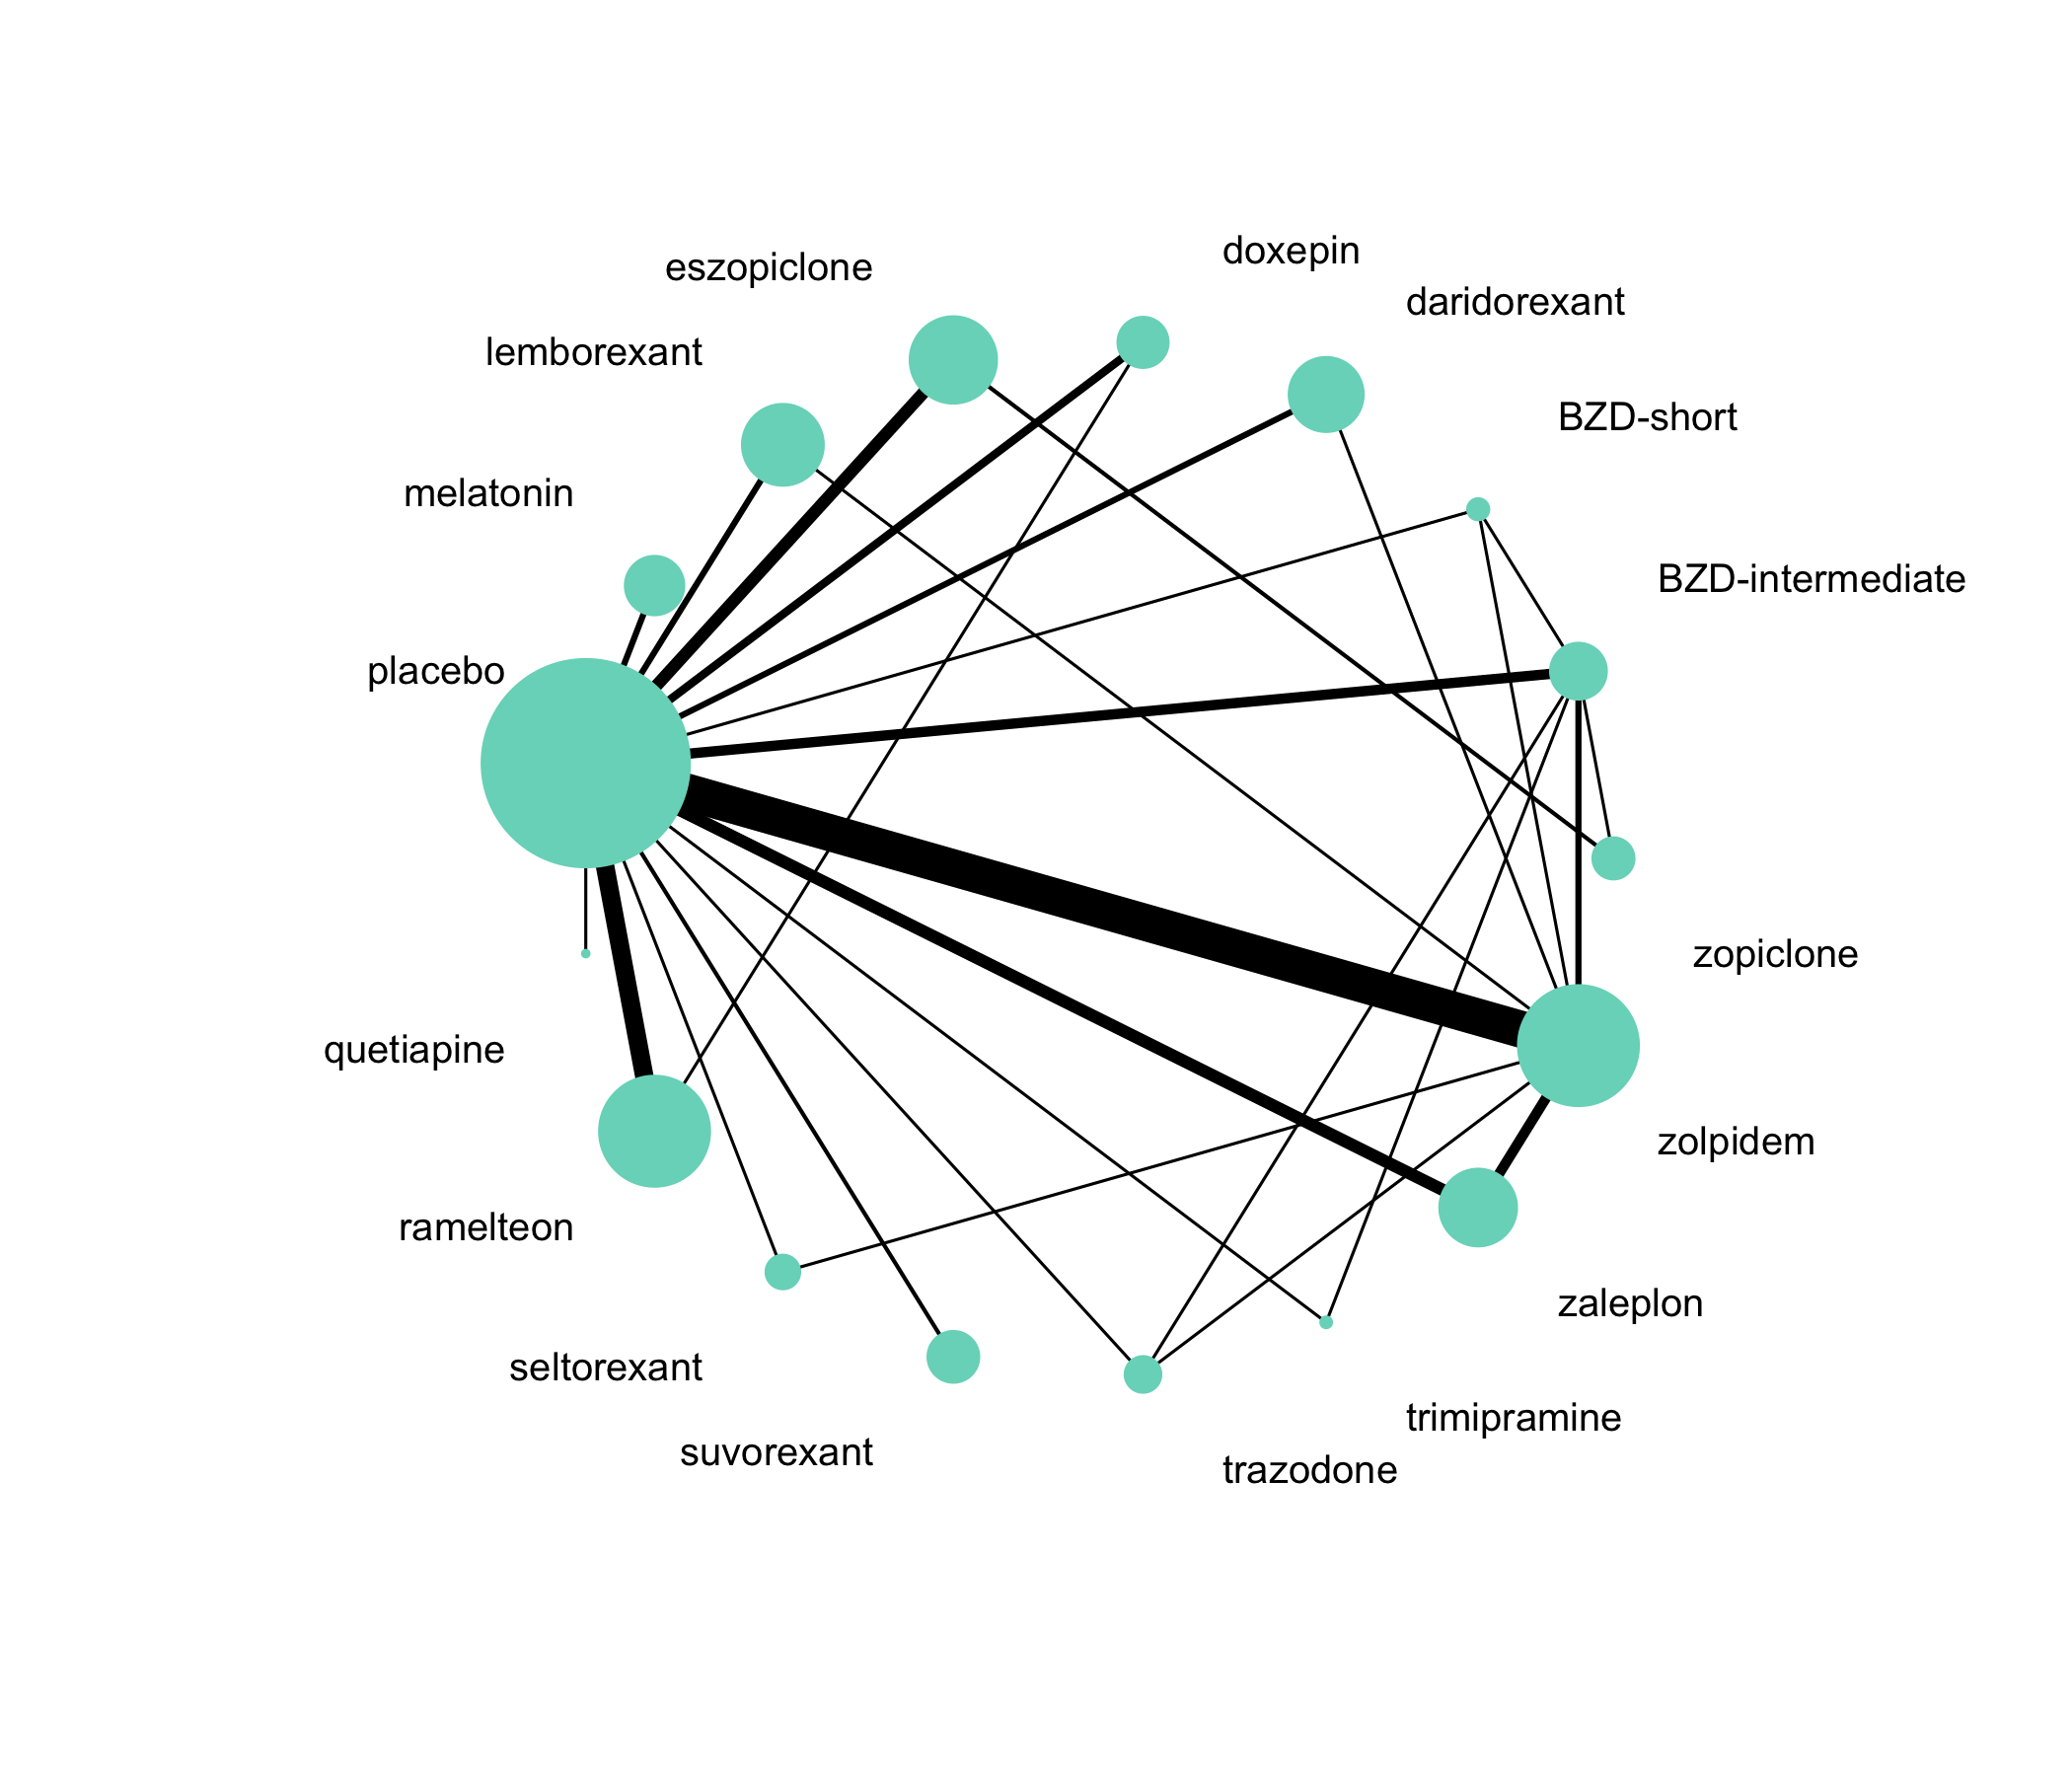 doxepin
eszopiclone
daridorexant
lemborexant
BZD-short
melatonin
BZD-intermediate
placebo
zopiclone
quetiapine
zolpidem
ramelteon
zaleplon
seltorexant
trimipramine
suvorexant
trazodone